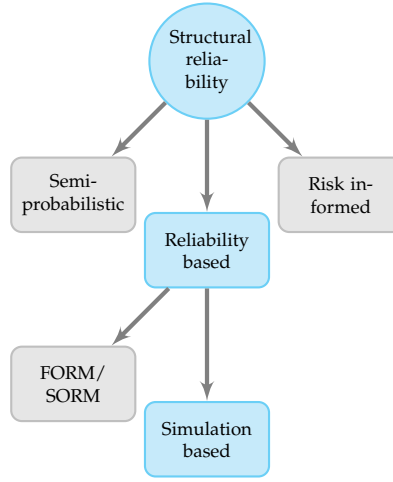 Structural
relia-
bility
Semi-
probabilistic
Risk in-
formed
Reliability
based
FORM/
SORM
Simulation
based